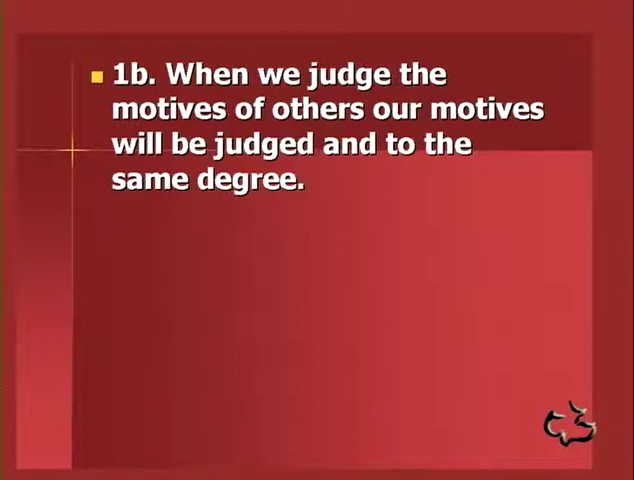 1b. When we judge the
motives of others our motives
will be judged and to the
same degree.